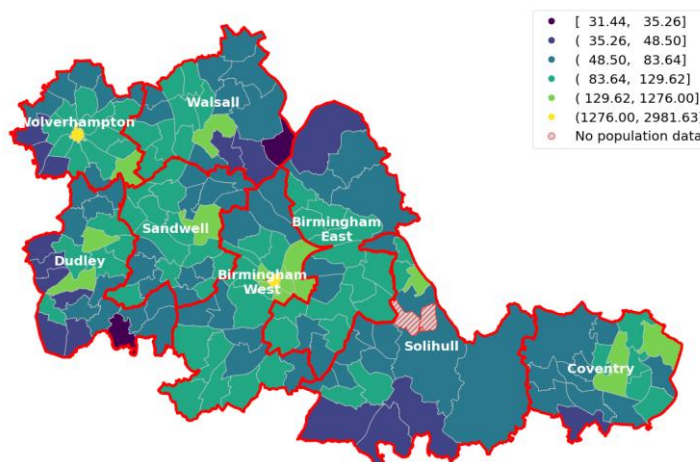 [ 31.44, 35.26]
( 35.26, 48.50]
( 48.50, 83.64]
( 83.64, 129.62]
( 129.62, 1276.00]
(1276.00, 2981.63]
No population data
Walsall
Wolverhampton
Sandwell
Birmingham
East
Dudley
Birmingham
West
Solihull
Coventry